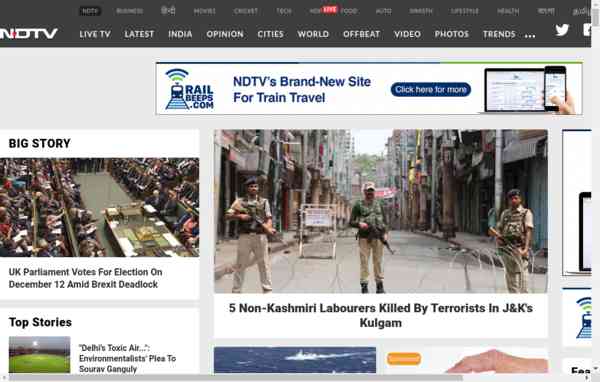 NDTV
BUSINESS
हिन्दी
MOVIES
CRICKET
TECH
HOP
LIVE
FOOD
AUTO
SWASTH
LIFESTYLE
HEALTH
বাংলা
NDTV
LIVE TV
LATEST
INDIA
OPINION
CITIES
WORLD
OFFBEAT
VIDEO
PHOTOS
TRENDS
...
RAIL
BEEPS.COM
NDTV's Brand-New Site
For Train Travel
Click here for more
BIG STORY
UK Parliament Votes For Election On
December 12 Amid Brexit Deadlock
5 Non-Kashmiri Labourers Killed By Terrorists In J&K's
Kulgam
Top Stories
"Delhi's Toxic Air...":
Environmentalists' Plea To
Sourav Ganguly
Sponsored
Feat